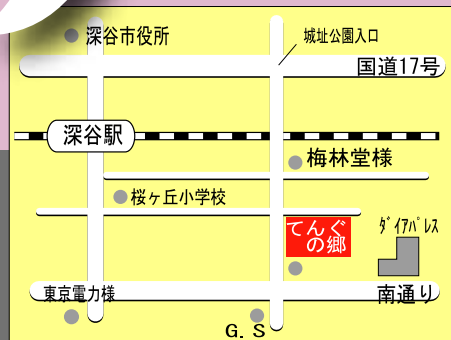 深谷市役所
城址公園入口
国道17号
深谷駅
梅林堂様
桜ヶ丘小学校
てんぐ
の郷
ﾀﾞｲｱﾊﾟﾚｽ
東京電力様
南通り
G.S